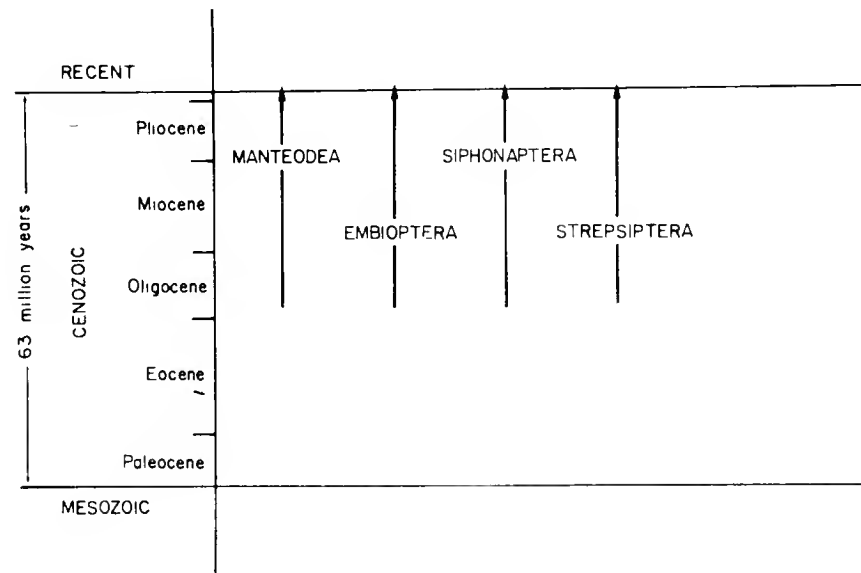 RECENT
Pliocene
MANTEODEA
SIPHONAPTERA
Miocene
EMBIOPTERA
STREPSIPTERA
63 million years
CENOZOIC
Oligocene
Eocene
Paleocene
MESOZOIC